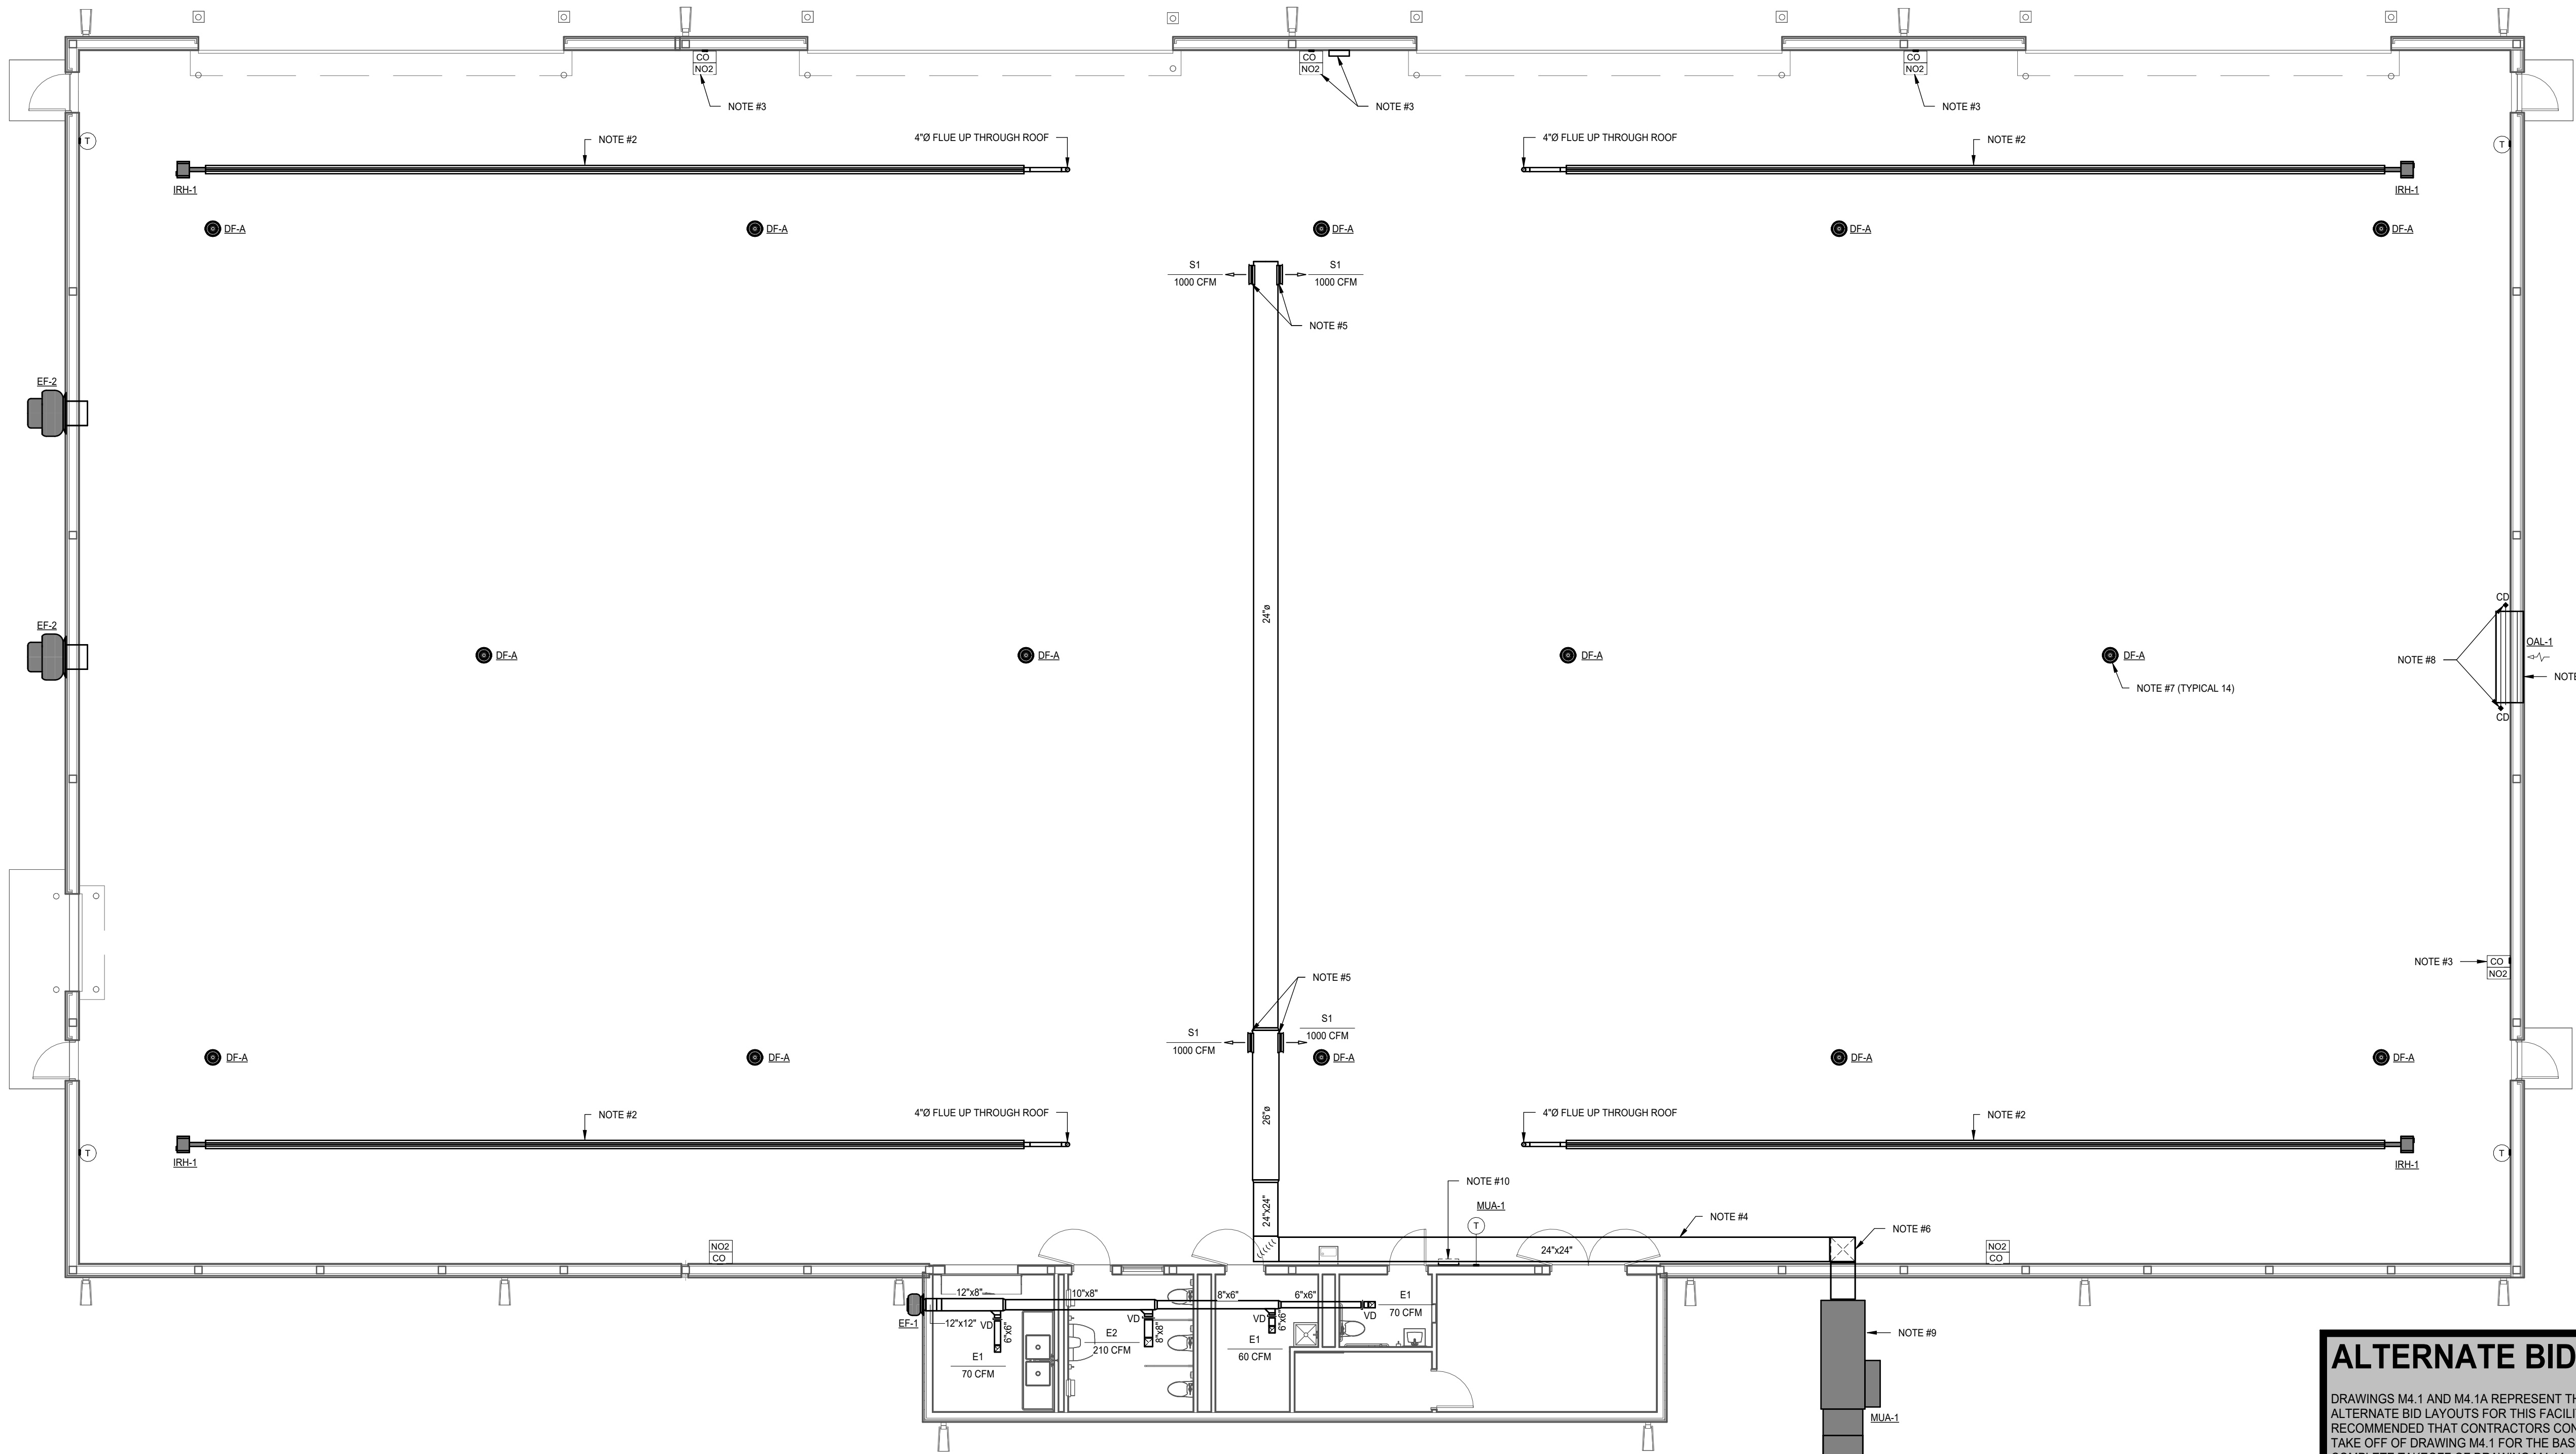 CO
NO2
NOTE #3
CO
NO2
NOTE #3
CO
NO2
NOTE #3
T
NOTE #2
4"Ø FLUE UP THROUGH ROOF
4"Ø FLUE UP THROUGH ROOF
NOTE #2
T
IRH-1
IRH-1
DF-A
DF-A
DF-A
DF-A
DF-A
S1
1000 CFM
S1
1000 CFM
NOTE #5
EF-2
24"ø
EF-2
DF-A
DF-A
DF-A
DF-A
NOTE #7 (TYPICAL 14)
CD
OAL-1
NOTE #8
NOTE
CD
NOTE #3
CO
NO2
NOTE #5
S1
1000 CFM
S1
1000 CFM
DF-A
DF-A
DF-A
DF-A
DF-A
NOTE #2
4"Ø FLUE UP THROUGH ROOF
26"ø
4"Ø FLUE UP THROUGH ROOF
NOTE #2
T
T
IRH-1
IRH-1
NOTE #10
MUA-1
T
24"x24"
NOTE #4
NOTE #6
24"x24"
NO2
CO
NO2
CO
12"x8"
10"x8"
8"x6"
6"x6"
E1
70 CFM
EF-1
12"x12"
VD
6"x6"
VD
8"x8"
VD
6"x6"
VD
E2
210 CFM
E1
60 CFM
E1
70 CFM
NOTE #9
MUA-1
ALTERNATE BID
DRAWINGS M4.1 AND M4.1A REPRESENT
ALTERNATE BID LAYOUTS FOR THIS
RECOMMENDED THAT CONTRACTORS
TAKE OFF OF DRAWING M4.1 FOR THE